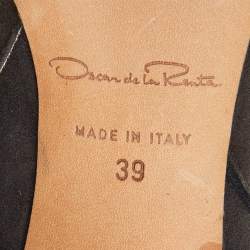 Oscar de la Renta
MADE IN ITALY
39